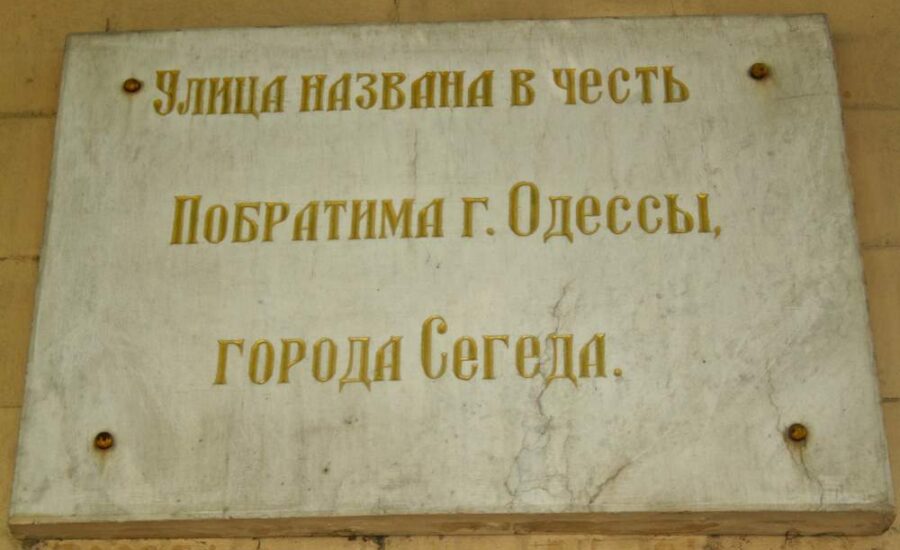 Улица названа в честь
Побратима г. Одессы,
города Сегеда.